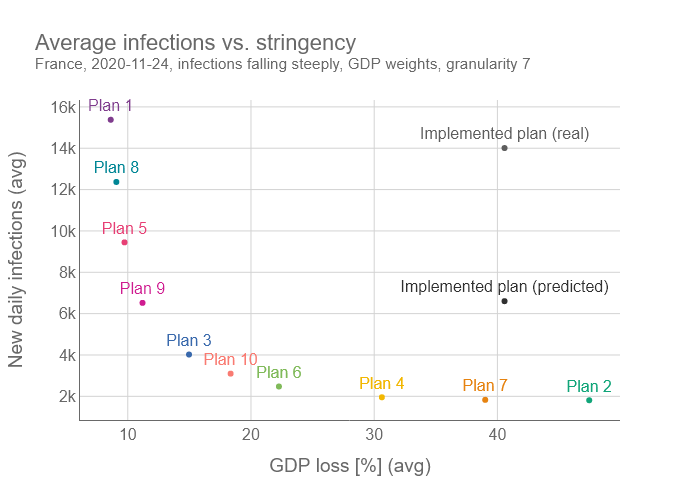 Average infections vs. stringency
France, 2020-11-24, infections falling steeply, GDP weights, granularity 7
16k
Plan 1
14k
Implemented plan (real)
12k
Plan 8
10k
Plan 5
8k
Plan 9
Implemented plan (predicted)
6k
4k
Plan 3
Plan 10
Plan 6
2k
Plan 4
Plan 7
Plan 2
10
20
30
40
New daily infections (avg)
GDP loss [%] (avg)